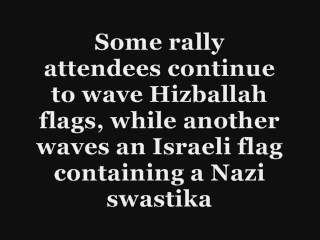 Some rally
attendees continue
to wave Hizballah
flags, while another
waves an Israeli flag
containing a Nazi
swastika